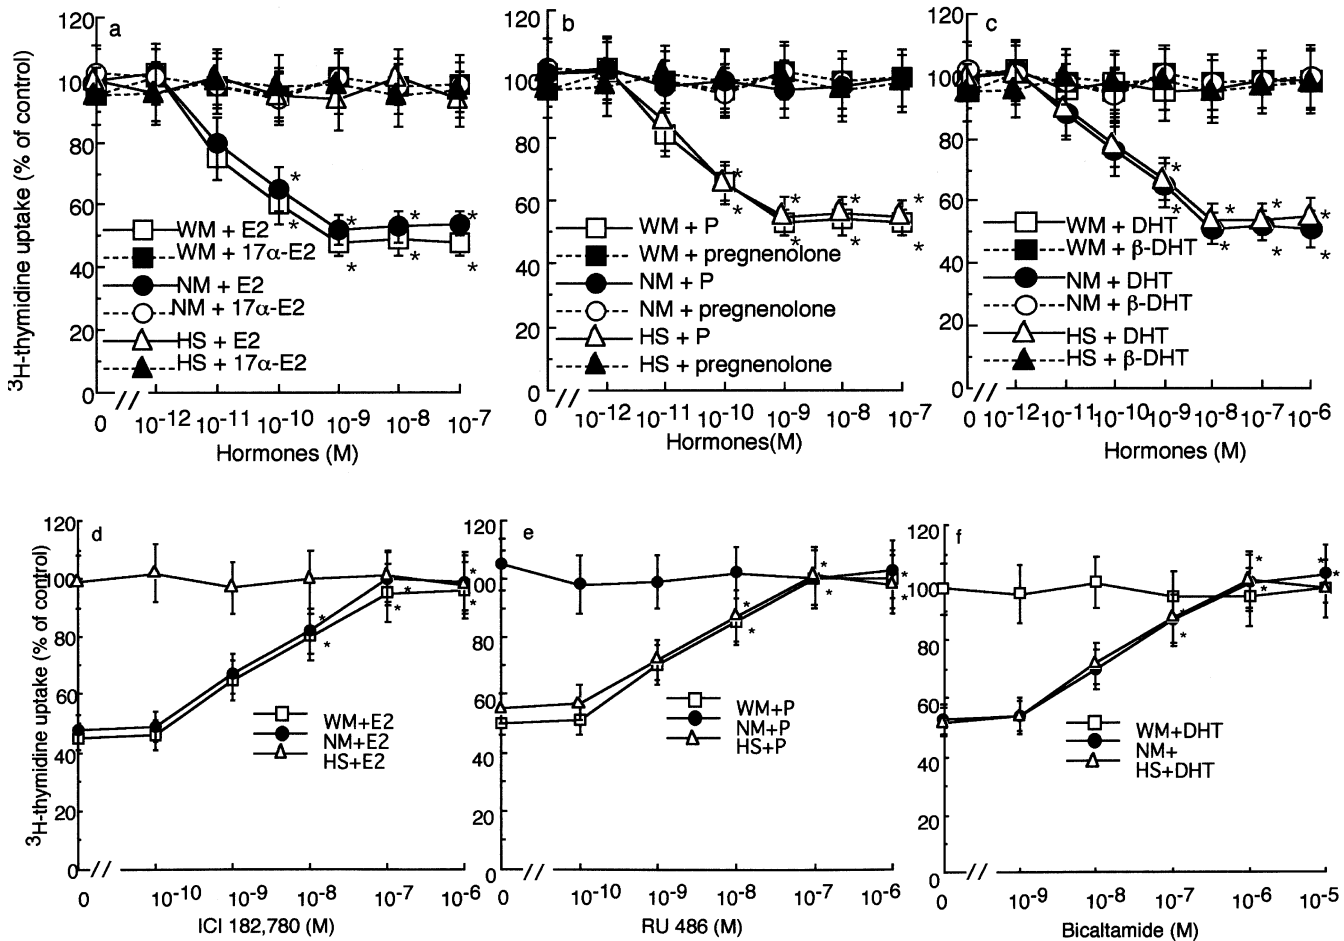 a
³H-thymidine uptake (% of control)
120
100
80
60
40
20
0
WM + E2
WM + 17α-E2
NM + E2
NM + 17α-E2
HS + E2
HS + 17α-E2
* * * * * * * *
0 // 10-12 10-11 10-10 10-9 10-8 10-7
Hormones (M)
b
120
100
80
60
40
20
0
WM + P
WM + pregnenolone
NM + P
NM + pregnenolone
HS + P
HS + pregnenolone
* * * * * * * *
0 // 10-12 10-11 10-10 10-9 10-8 10-7
Hormones(M)
c
120
100
80
60
40
20
0
WM + DHT
WM + β-DHT
NM + DHT
NM + β-DHT
HS + DHT
HS + β-DHT
* * * * * * * *
0 // 10-12 10-11 10-10 10-9 10-8 10-7 10-6
Hormones (M)
d
³H-thymidine uptake (% of control)
120
100
80
60
40
20
0
WM+E2
NM+E2
HS+E2
* * * * * *
0 // 10-10 10-9 10-8 10-7 10-6
ICI 182,780 (M)
e
120
100
80
60
40
20
0
WM+P
NM+P
HS+P
* * * * * *
0 // 10-10 10-9 10-8 10-7 10-6
RU 486 (M)
f
120
100
80
60
40
20
0
WM+DHT
NM+
HS+DHT
* * * * * *
0 // 10-9 10-8 10-7 10-6 10-5
Bicaltamide (M)